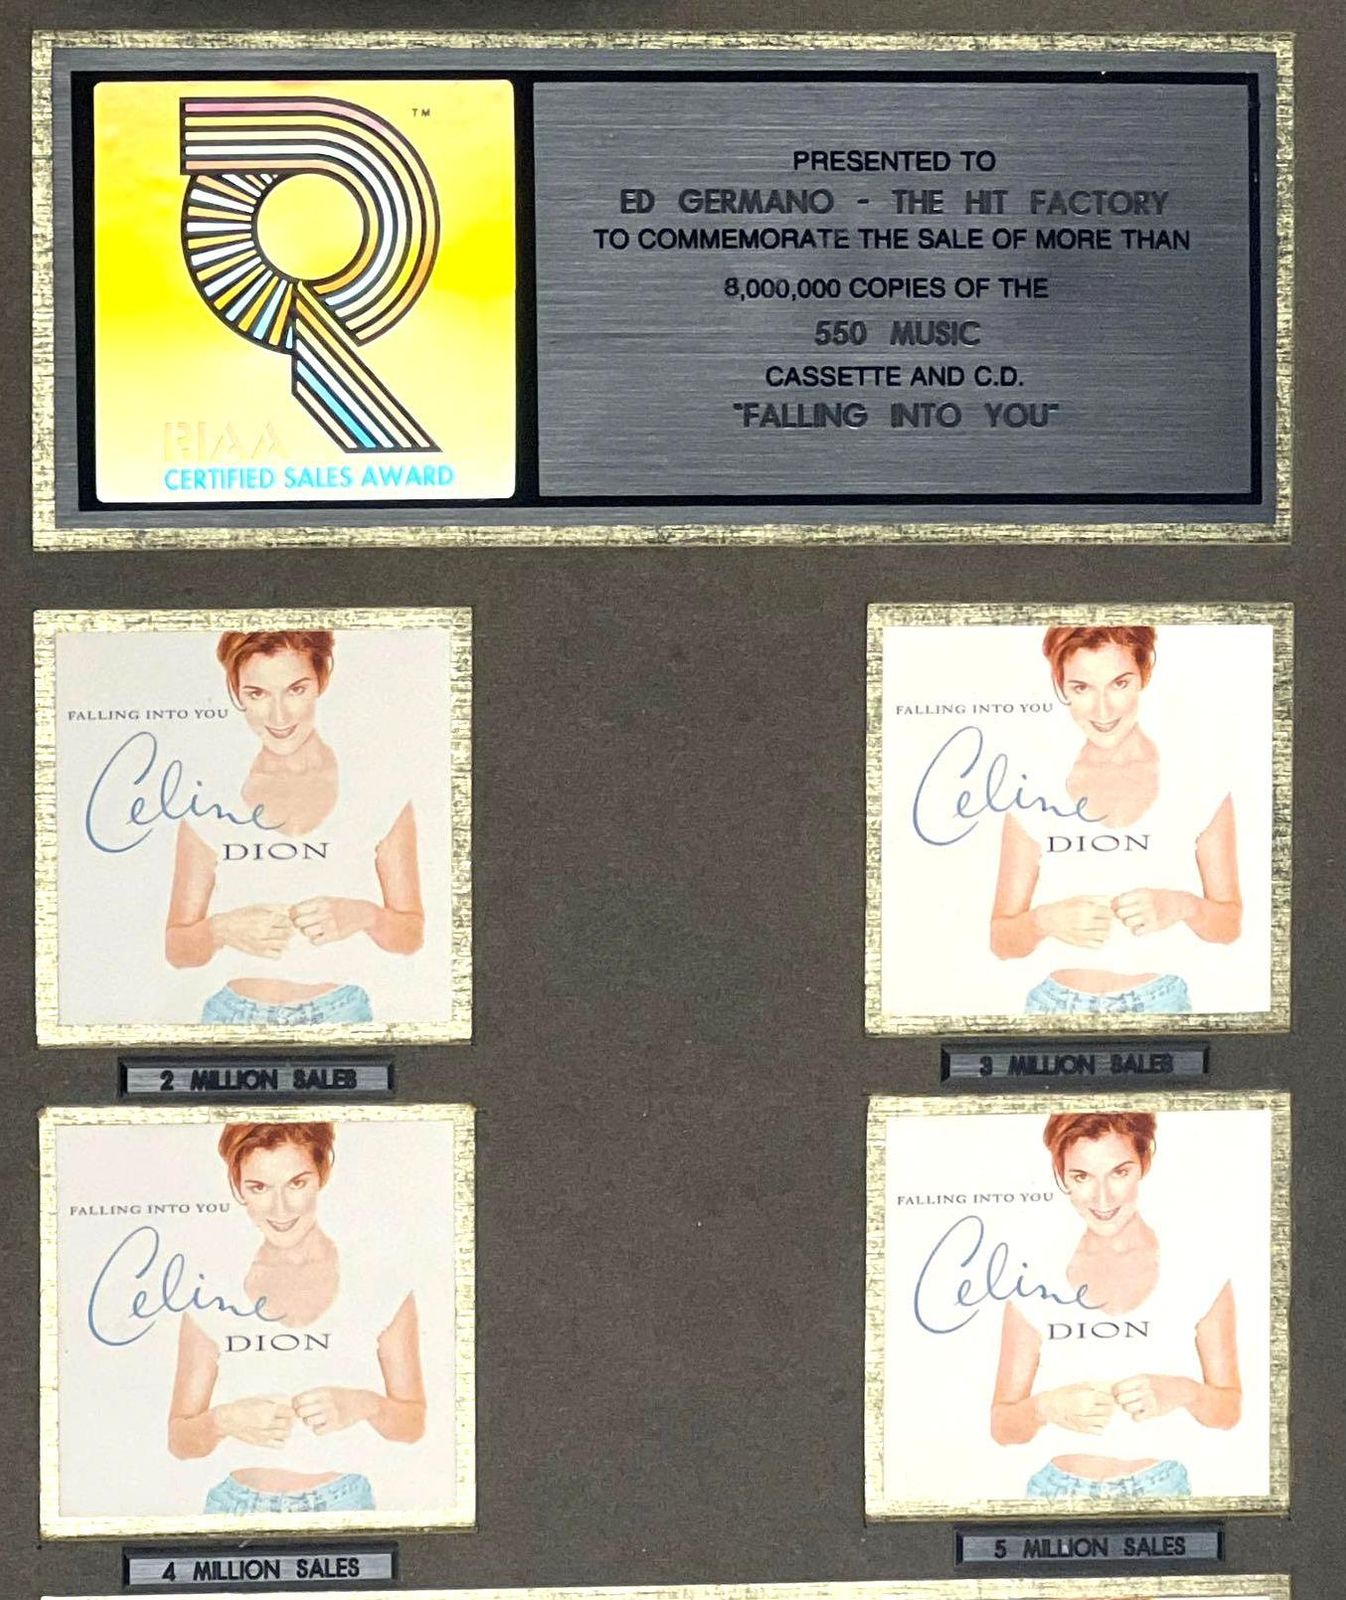 TM
RIAA
CERTIFIED SALES AWARD
PRESENTED TO
ED GERMANO - THE HIT FACTORY
TO COMMEMORATE THE SALE OF MORE THAN
8,000,000 COPIES OF THE
550 MUSIC
CASSETTE AND C.D.
"FALLING INTO YOU"
FALLING INTO YOU
Celine
DION
2 MILLION SALES
FALLING INTO YOU
Celine
DION
3 MILLION SALES
FALLING INTO YOU
Celine
DION
4 MILLION SALES
FALLING INTO YOU
Celine
DION
5 MILLION SALES